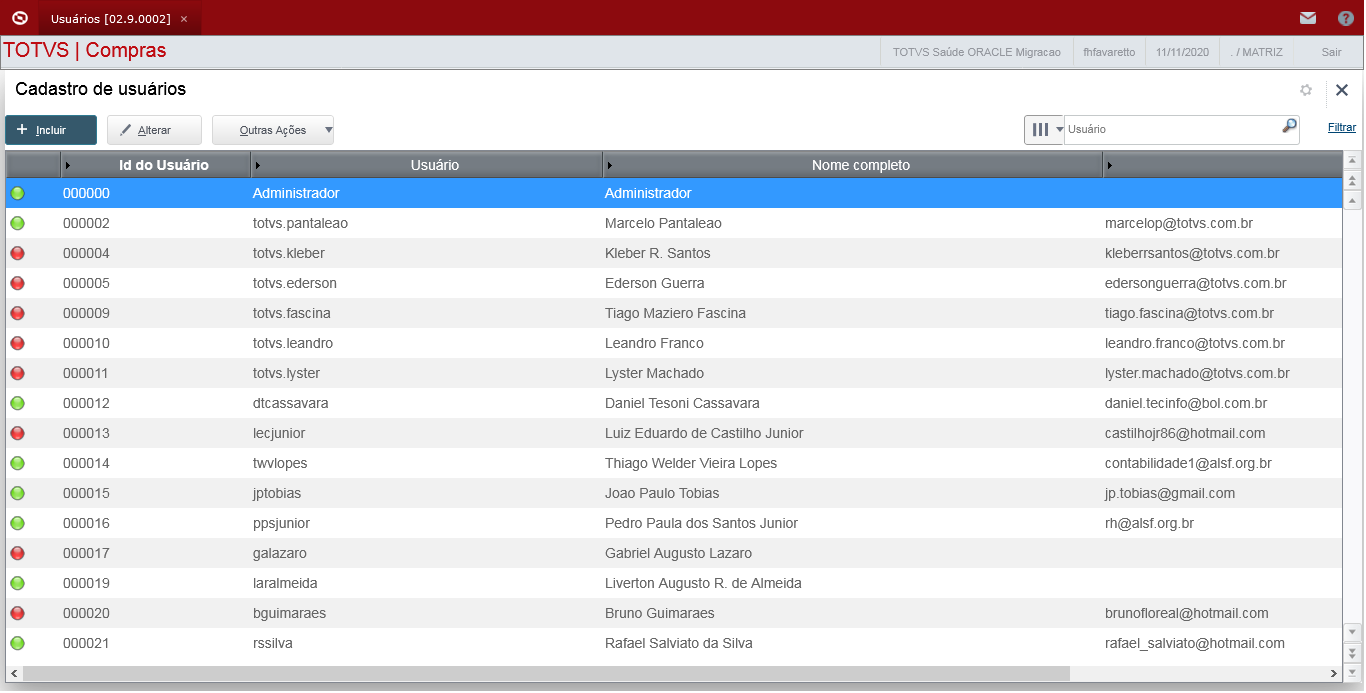 Usuários [02.9.0002] ×
?
TOTVS | Compras
TOTVS Saúde ORACLE Migracao fhfavaretto 11/11/2020 . / MATRIZ Sair
Cadastro de usuários
+ Incluir Alterar Outras Ações Usuário Filtrar
Id do Usuário Usuário Nome completo
000000 Administrador Administrador
000002 totvs.pantaleao Marcelo Pantaleao marcelop@totvs.com.br
000004 totvs.kleber Kleber R. Santos kleberrsantos@totvs.com.br
000005 totvs.ederson Ederson Guerra edersonguerra@totvs.com.br
000009 totvs.fascina Tiago Maziero Fascina tiago.fascina@totvs.com.br
000010 totvs.leandro Leandro Franco leandro.franco@totvs.com.br
000011 totvs.lyster Lyster Machado lyster.machado@totvs.com.br
000012 dtcassavara Daniel Tesoni Cassavara daniel.tecinfo@bol.com.br
000013 lecjunior Luiz Eduardo de Castilho Junior castilhojr86@hotmail.com
000014 twvlopes Thiago Welder Vieira Lopes contabilidade1@alsf.org.br
000015 jptobias Joao Paulo Tobias jp.tobias@gmail.com
000016 ppsjunior Pedro Paula dos Santos Junior rh@alsf.org.br
000017 galazaro Gabriel Augusto Lazaro
000019 laralmeida Liverton Augusto R. de Almeida
000020 bguimaraes Bruno Guimaraes brunofloreal@hotmail.com
000021 rssilva Rafael Salviato da Silva rafael_salviato@hotmail.com